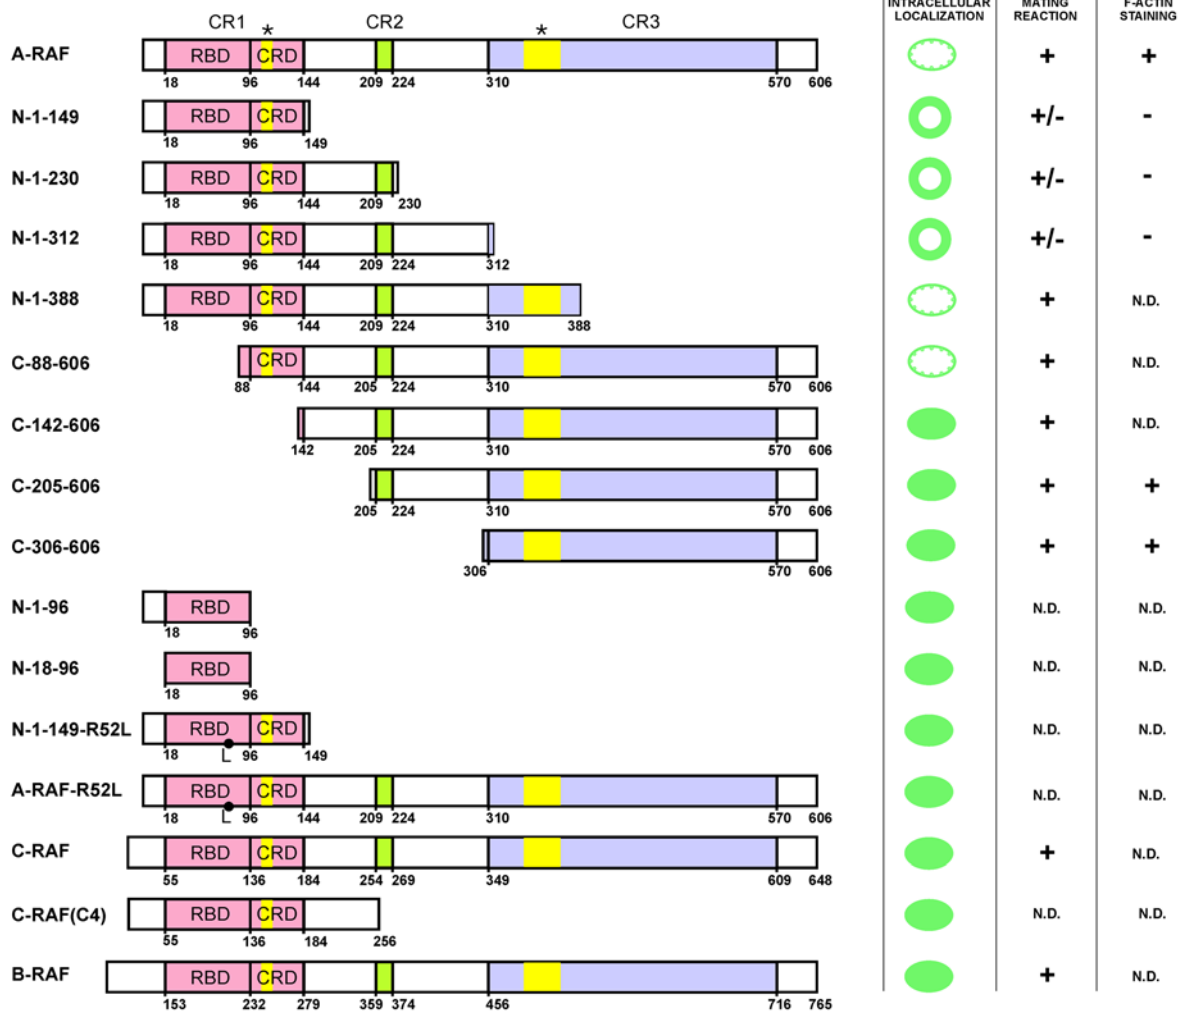 INTRACELLULAR MATING F-ACTIN
CR1 CR2 CR3 LOCALIZATION REACTION STAINING
* *
A-RAF RBD CRD + +
18 96 144 209 224 310 570 606
N-1-149 RBD CRD +/- -
18 96 149
N-1-230 RBD CRD +/- -
18 96 144 209 230
N-1-312 RBD CRD +/- -
18 96 144 209 224 312
N-1-388 RBD CRD + N.D.
18 96 144 209 224 310 388
C-88-606 CRD + N.D.
88 144 205 224 310 570 606
C-142-606 + N.D.
142 205 224 310 570 606
C-205-606 + +
205 224 310 570 606
C-306-606 + +
306 570 606
N-1-96 RBD N.D. N.D.
18 96
N-18-96 RBD N.D. N.D.
18 96
N-1-149-R52L RBD CRD N.D. N.D.
18 L 96 149
A-RAF-R52L RBD CRD N.D. N.D.
18 L 96 144 209 224 310 570 606
C-RAF RBD CRD + N.D.
55 136 184 254 269 349 609 648
C-RAF(C4) RBD CRD N.D. N.D.
55 136 184 256
B-RAF RBD CRD + N.D.
153 232 279 359 374 456 716 765